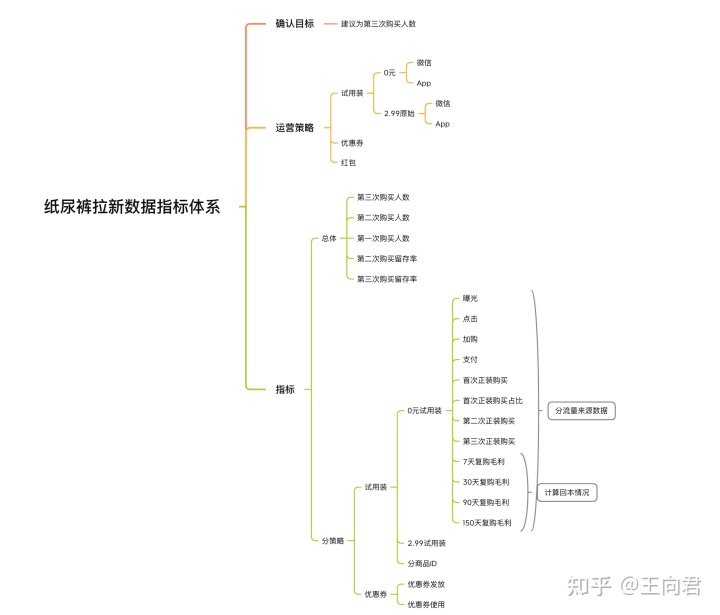 纸尿裤拉新数据指标体系
确认目标
建议为第三次购买人数
运营策略
试用装
0元
微信
App
2.99原始
微信
App
优惠券
红包
指标
总体
第三次购买人数
第二次购买人数
第一次购买人数
第二次购买留存率
第三次购买留存率
分策略
试用装
0元试用装
曝光
点击
加购
支付
首次正装购买
首次正装购买占比
第二次正装购买
第三次正装购买
7天复购毛利
30天复购毛利
90天复购毛利
150天复购毛利
分流量来源数据
计算回本情况
2.99试用装
分商品ID
优惠券
优惠券发放
优惠券使用
知乎 @王向君